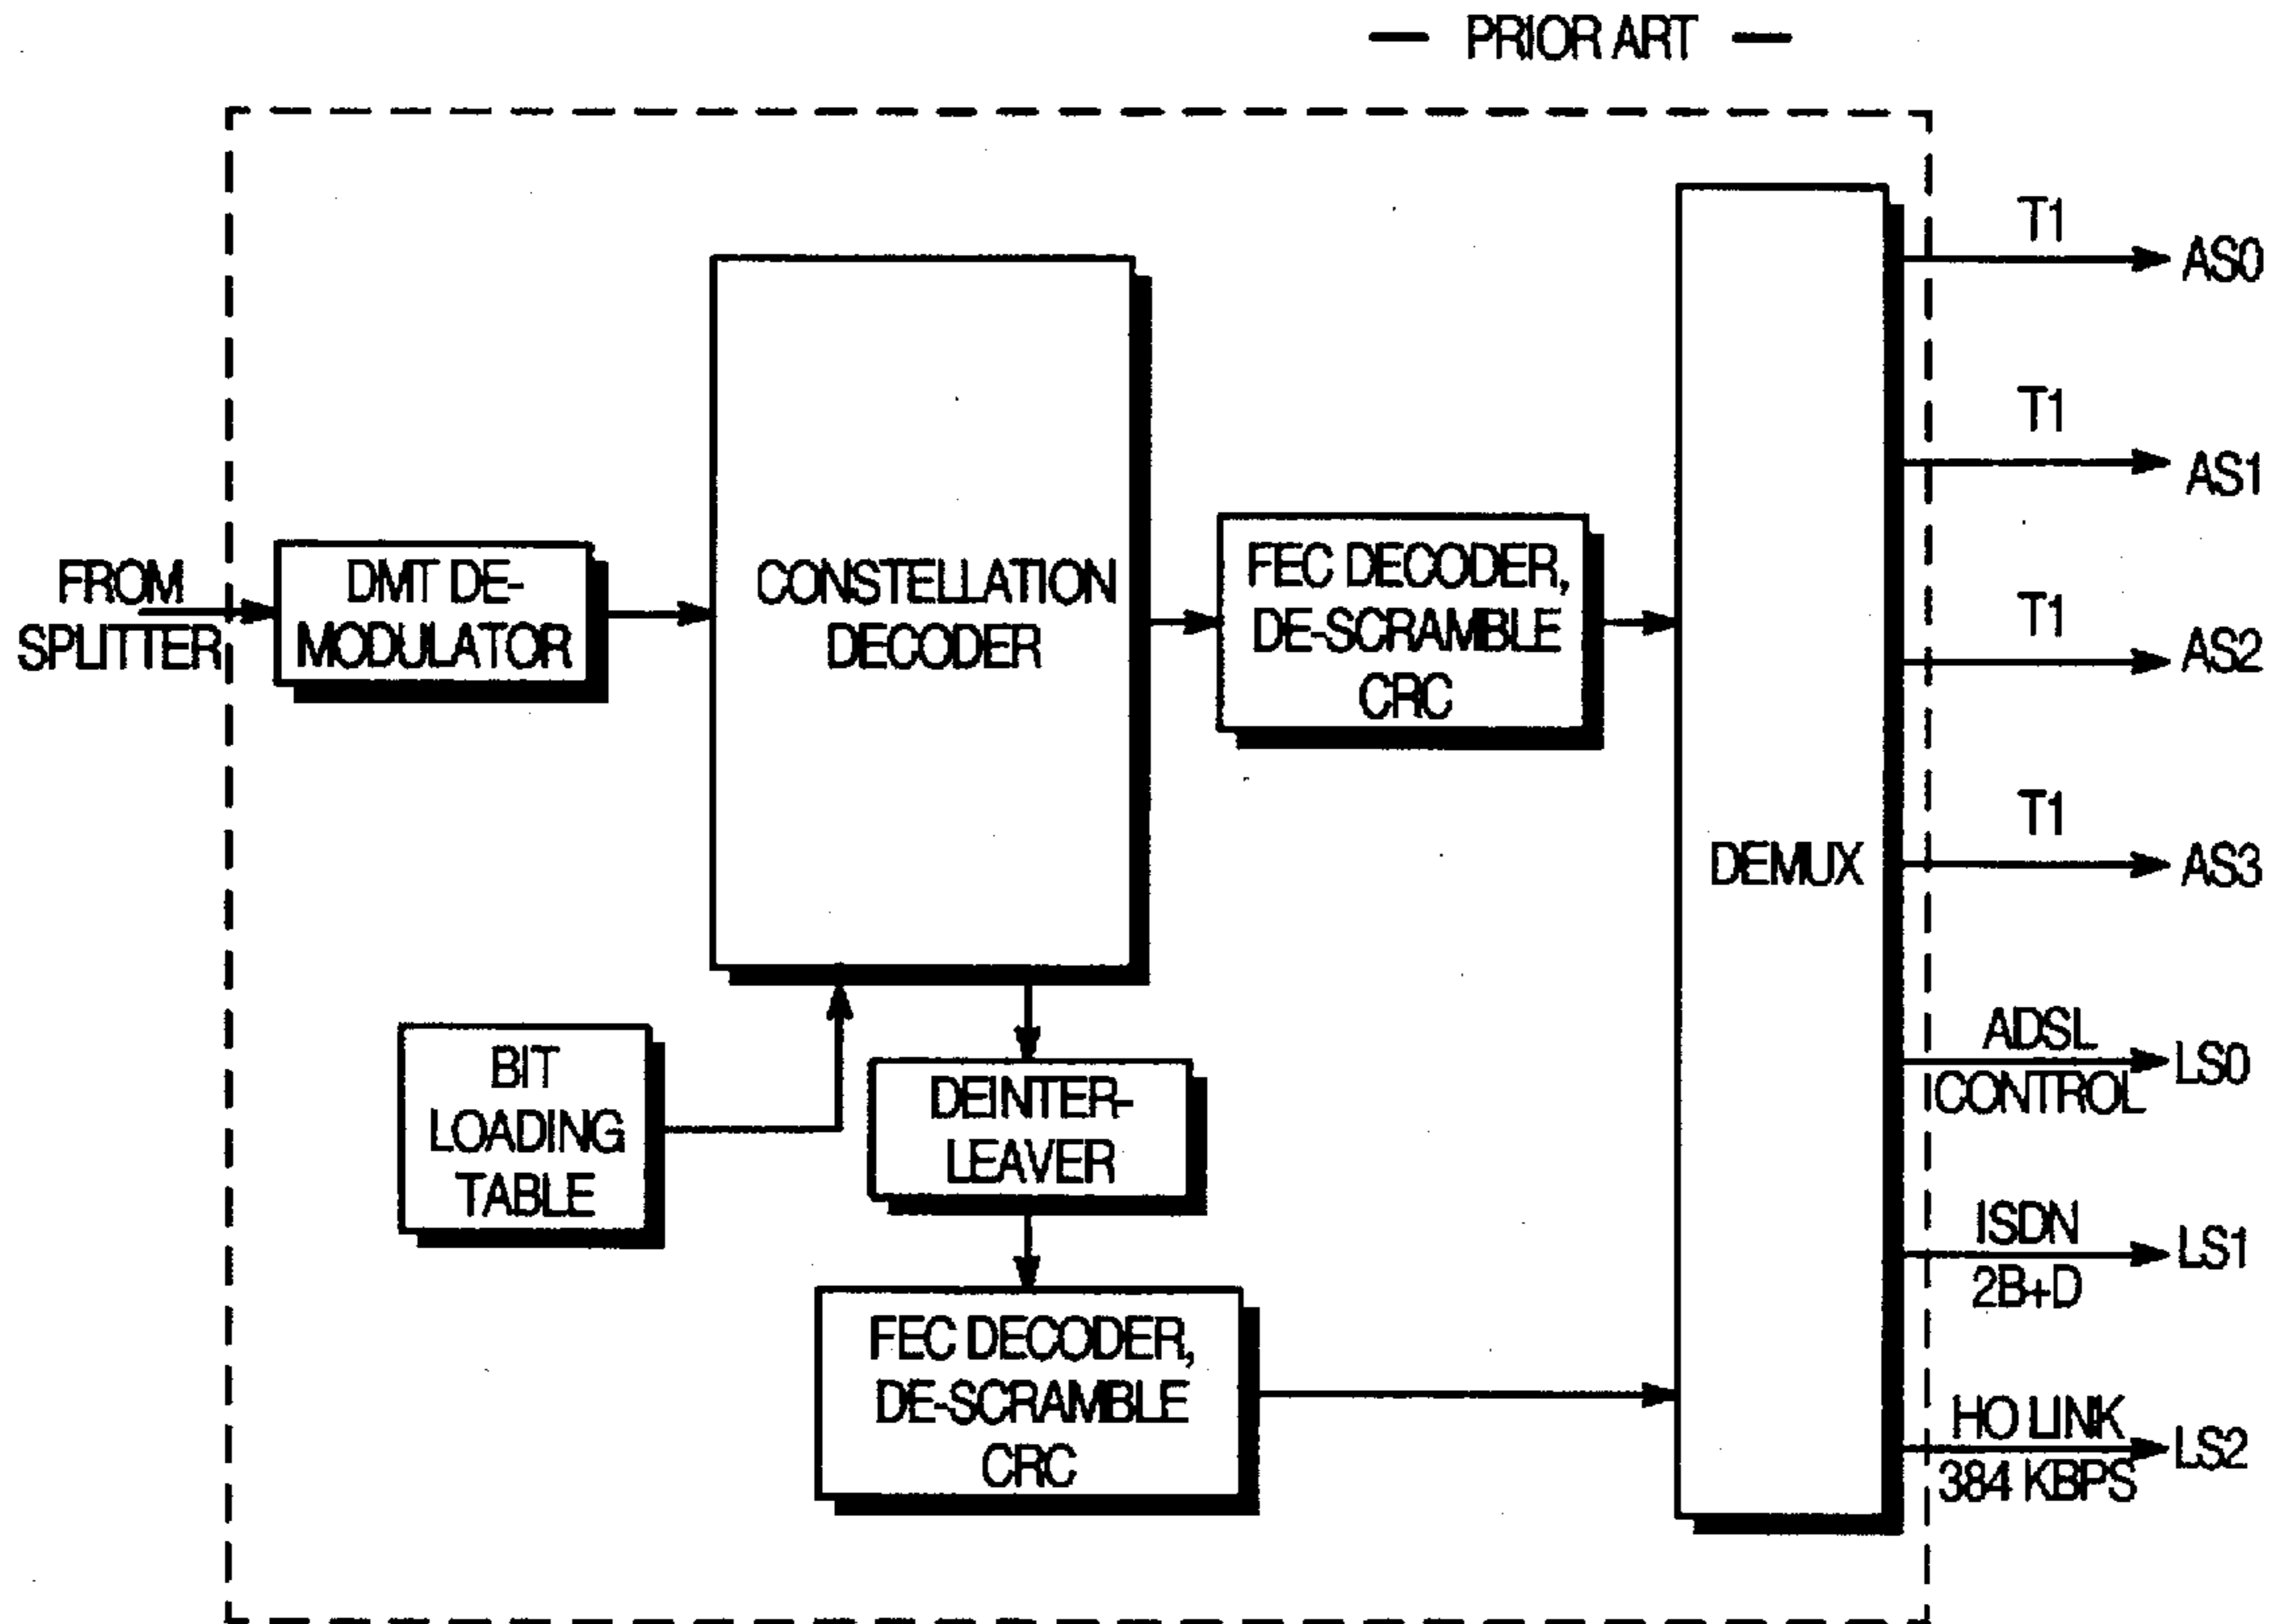 — PRIOR ART —
FROM
SPLITTER
DMT DE-
MODULATOR
CONSTELLATION
DECODER
FEC DECODER,
DE-SCRAMBLE
CRC
BIT
LOADING
TABLE
DEINTER-
LEAVER
FEC DECODER,
DE-SCRAMBLE
CRC
DEMUX
T1
AS0
T1
AS1
T1
AS2
T1
AS3
ADSL
CONTROL
LS0
ISDN
2B+D
LS1
HO LINK
384 KBPS
LS2